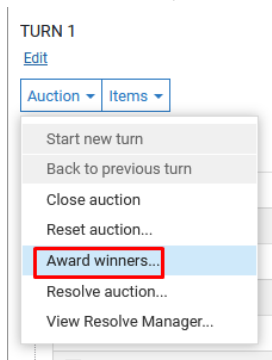 TURN 1
Edit
Auction Items
Start new turn
Back to previous turn
Close auction
Reset auction...
Award winners...
Resolve auction...
View Resolve Manager...